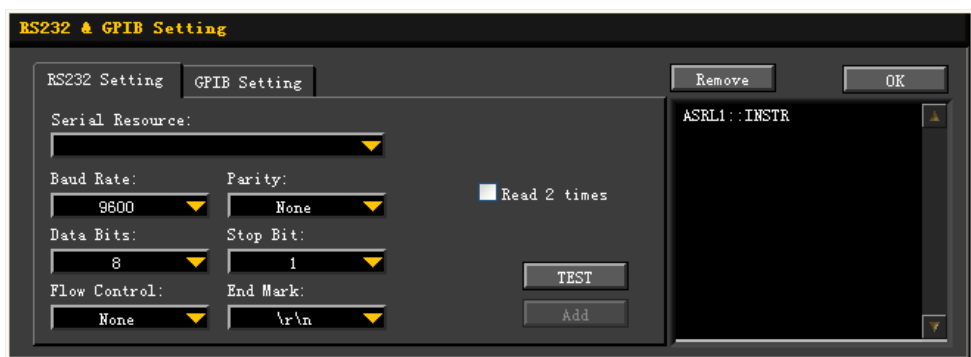 RS232 & GPIB Setting
RS232 Setting GPIB Setting
Remove OK
Serial Resource:
ASRL1::INSTR
Baud Rate: Parity:
9600 None
Read 2 times
Data Bits: Stop Bit:
8 1
TEST
Flow Control: End Mark:
None \r\n
Add